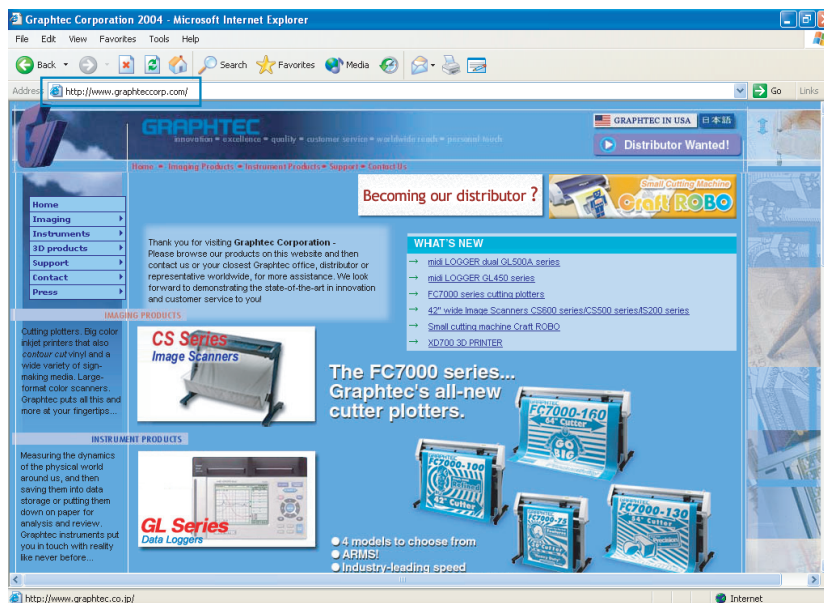 Graphtec Corporation 2004 - Microsoft Internet Explorer
File Edit View Favorites Tools Help
Back Search Favorites Media
Address http://www.graphteccorp.com/ Go Links
GRAPHTEC
innovation excellence quality customer service worldwide reach personal touch
GRAPHTEC IN USA 日本語
Distributor Wanted!
Home Imaging Products Instrument Products Support Contact Us
Becoming our distributor ?
Small Cutting Machine
Craft ROBO
Home
Imaging
Instruments
3D products
Support
Contact
Press
Thank you for visiting Graphtec Corporation -
Please browse our products on this website and then
contact us or your closest Graphtec office, distributor or
representative worldwide, for more assistance. We look
forward to demonstrating the state-of-the-art in innovation
and customer service to you!
WHAT'S NEW
→ midi LOGGER dual GL500A series
→ midi LOGGER GL450 series
→ FC7000 series cutting plotters
→ 42" wide Image Scanners CS600 series/CS500 series/IS200 series
→ Small cutting machine Craft ROBO
→ XD700 3D PRINTER
IMAGING PRODUCTS
Cutting plotters. Big color
inkjet printers that also
contour cut vinyl and a
wide variety of sign-
making media. Large-
format color scanners.
Graphtec puts all this and
more at your fingertips...
CS Series
Image Scanners
INSTRUMENT PRODUCTS
Measuring the dynamics
of the physical world
around us, and then
saving them into data
storage or putting them
down on paper for
analysis and review.
Graphtec instruments put
you in touch with reality
like never before...
GL Series
Data Loggers
The FC7000 series...
Graphtec's all-new
cutter plotters.
GRAPHTEC
FC7000-160
64" Cutter
GO
BIG
GRAPHTEC
FC7000-100
42" Cutter
FC7000-75
GRAPHTEC
FC7000-130
54" Cutter
Precision
4 models to choose from
ARMS!
Industry-leading speed
http://www.graphtec.co.jp/ Internet